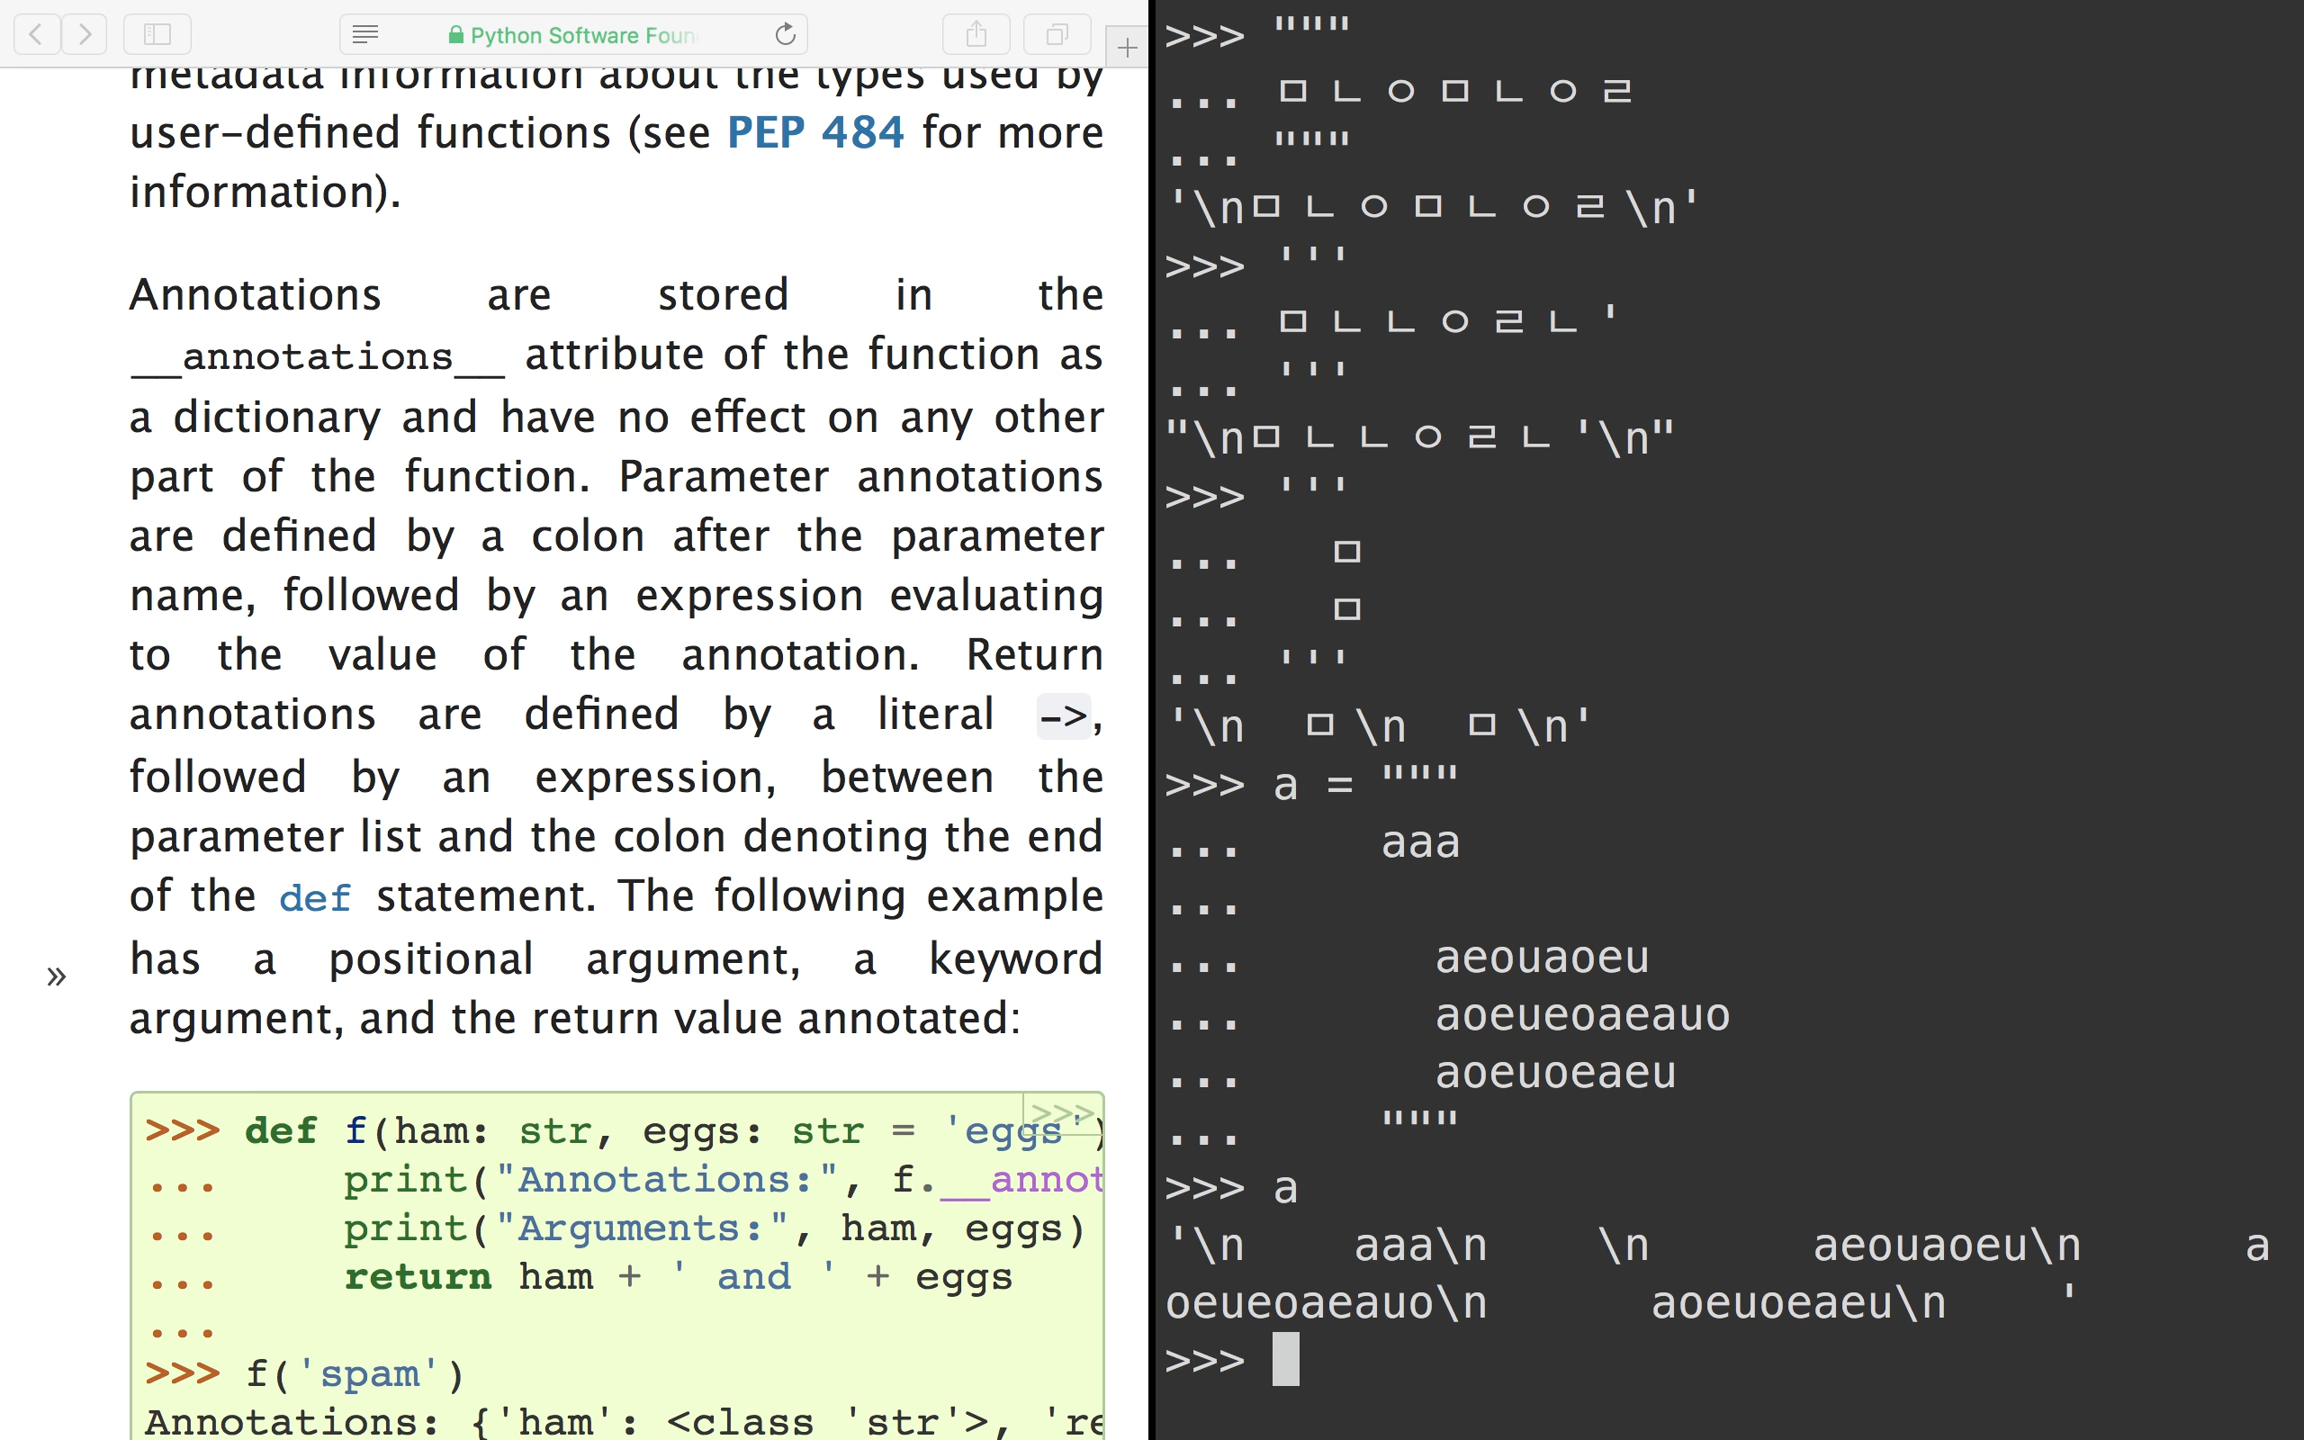 Python Software Foun
metadata information about the types used by
user-defined functions (see PEP 484 for more
information).
Annotations are stored in the
__annotations__ attribute of the function as
a dictionary and have no effect on any other
part of the function. Parameter annotations
are defined by a colon after the parameter
name, followed by an expression evaluating
to the value of the annotation. Return
annotations are defined by a literal ->,
followed by an expression, between the
parameter list and the colon denoting the end
of the def statement. The following example
has a positional argument, a keyword
argument, and the return value annotated:
»
>>>
>>> def f(ham: str, eggs: str = 'eggs')
...     print("Annotations:", f.__annot
...     print("Arguments:", ham, eggs)
...     return ham + ' and ' + eggs
...
>>> f('spam')
Annotations: {'ham': <class 'str'>, 're
>>> """
... ㅁㄴㅇㅁㄴㅇㄹ
... """
'\nㅁㄴㅇㅁㄴㅇㄹ\n'
>>> '''
... ㅁㄴㄴㅇㄹㄴ'
... '''
"\nㅁㄴㄴㅇㄹㄴ'\n"
>>> '''
...   ㅁ
...   ㅁ
... '''
'\n  ㅁ\n  ㅁ\n'
>>> a = """
...     aaa
...
...       aeouaoeu
...       aoeueoaeauo
...       aoeuoeaeu
...     """
>>> a
'\n    aaa\n    \n      aeouaoeu\n      a
oeueoaeauo\n      aoeuoeaeu\n    '
>>>